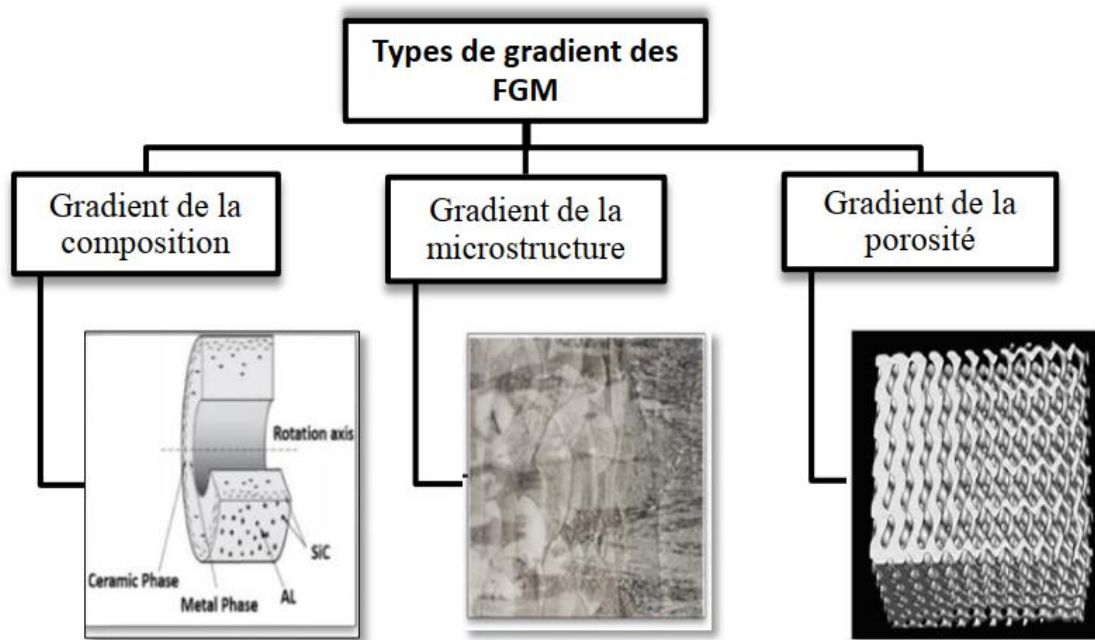 Types de gradient des
FGM
Gradient de la
composition
Gradient de la
microstructure
Gradient de la
porosité
Rotation axis
SiC
Ceramic Phase
AL
Metal Phase